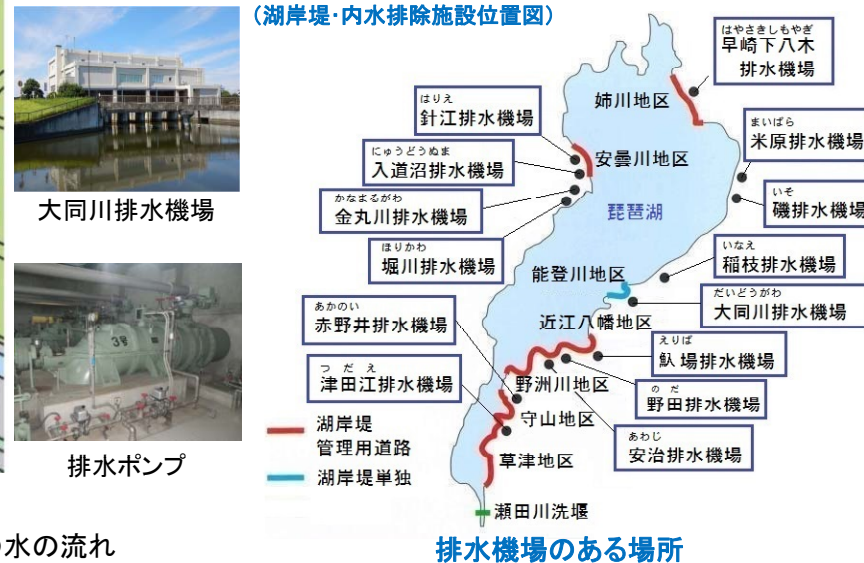 （湖岸堤・内水排除施設位置図）
大同川排水機場
3号
排水ポンプ
水の流れ
はやさきしもやぎ
早崎下八木
排水機場
姉川地区
はりえ
針江排水機場
まいばら
米原排水機場
にゅうどうぬま
入道沼排水機場
安曇川地区
かなまるがわ
金丸川排水機場
いそ
磯排水機場
琵琶湖
ほりかわ
堀川排水機場
いなえ
稲枝排水機場
能登川地区
だいどうがわ
大同川排水機場
あかのい
赤野井排水機場
近江八幡地区
えりば
魞場排水機場
つだえ
津田江排水機場
野洲川地区
のだ
野田排水機場
守山地区
あわじ
安治排水機場
湖岸堤
管理用道路
草津地区
湖岸堤単独
瀬田川洗堰
排水機場のある場所